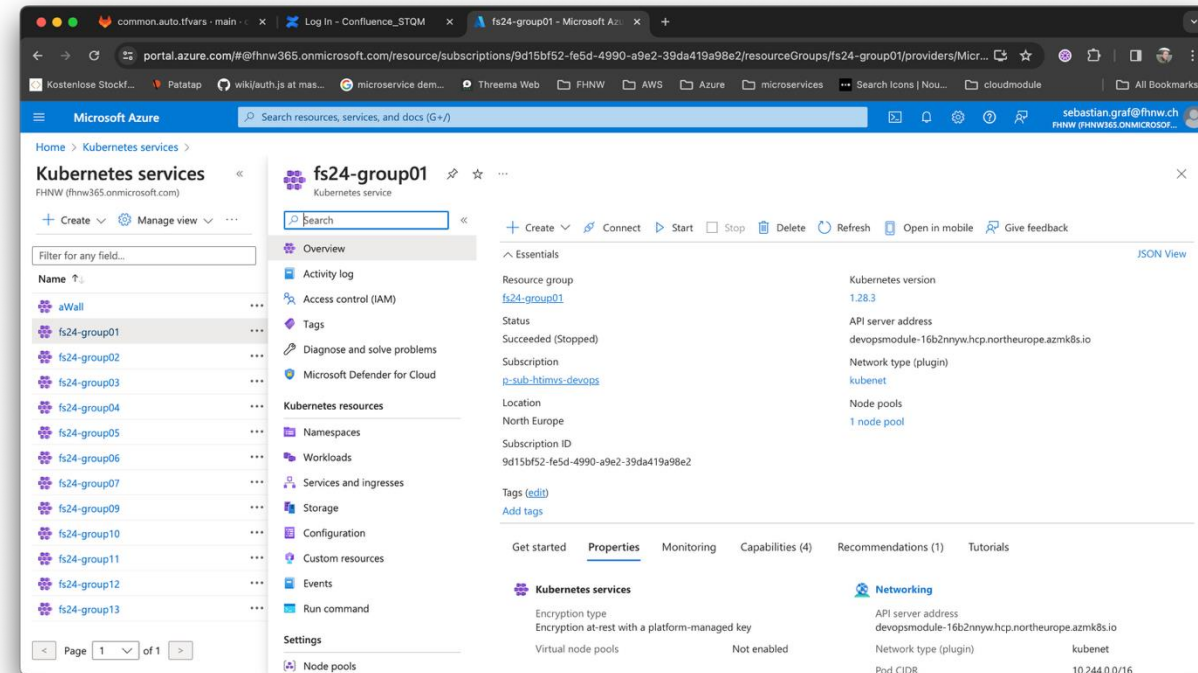 common.auto.tfvars · main · c
Log In - Confluence_STQM
fs24-group01 - Microsoft Azu
portal.azure.com/#@fhnw365.onmicrosoft.com/resource/subscriptions/9d15bf52-fe5d-4990-a9e2-39da419a98e2/resourceGroups/fs24-group01/providers/Micr...
Kostenlose Stockf...
Patatap
wiki/auth.js at mas...
microservice dem...
Threema Web
FHNW
AWS
Azure
microservices
Search Icons | Nou...
cloudmodule
All Bookmarks
Microsoft Azure
Search resources, services, and docs (G+/)
sebastian.graf@fhnw.ch
FHNW (FHNW365.ONMICROSOF...
Home > Kubernetes services >
Kubernetes services
FHNW (fhnw365.onmicrosoft.com)
Create
Manage view
Filter for any field...
Name
aWall
fs24-group01
fs24-group02
fs24-group03
fs24-group04
fs24-group05
fs24-group06
fs24-group07
fs24-group09
fs24-group10
fs24-group11
fs24-group12
fs24-group13
Page 1 of 1
fs24-group01
Kubernetes service
Search
Overview
Activity log
Access control (IAM)
Tags
Diagnose and solve problems
Microsoft Defender for Cloud
Kubernetes resources
Namespaces
Workloads
Services and ingresses
Storage
Configuration
Custom resources
Events
Run command
Settings
Node pools
Create
Connect
Start
Stop
Delete
Refresh
Open in mobile
Give feedback
Essentials
JSON View
Resource group
fs24-group01
Status
Succeeded (Stopped)
Subscription
p-sub-htimvs-devops
Location
North Europe
Subscription ID
9d15bf52-fe5d-4990-a9e2-39da419a98e2
Kubernetes version
1.28.3
API server address
devopsmodule-16b2nnyw.hcp.northeurope.azmk8s.io
Network type (plugin)
kubenet
Node pools
1 node pool
Tags (edit)
Add tags
Get started
Properties
Monitoring
Capabilities (4)
Recommendations (1)
Tutorials
Kubernetes services
Encryption type
Encryption at-rest with a platform-managed key
Virtual node pools Not enabled
Networking
API server address
devopsmodule-16b2nnyw.hcp.northeurope.azmk8s.io
Network type (plugin) kubenet
Pod CIDR 10.244.0.0/16